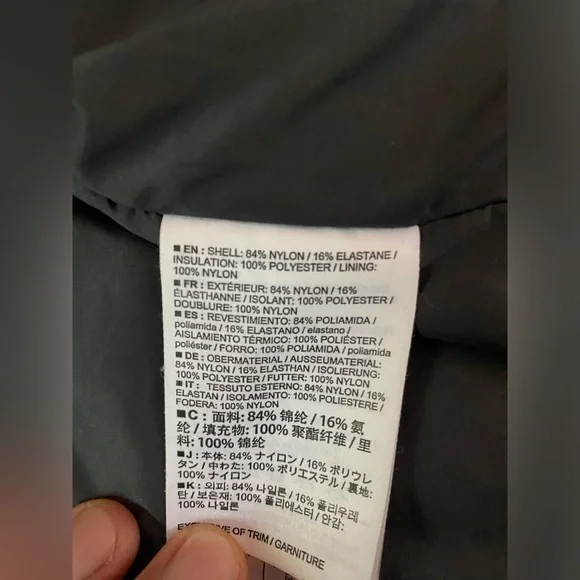 ■ EN : SHELL: 84% NYLON / 16% ELASTANE /
INSULATION: 100% POLYESTER / LINING:
100% NYLON
■ FR : EXTÉRIEUR: 84% NYLON / 16%
ÉLASTHANNE / ISOLANT: 100% POLYESTER /
DOUBLURE: 100% NYLON
■ ES : REVESTIMIENTO: 84% POLIAMIDA /
poliamida / 16% ELASTANO / elastano /
AISLAMIENTO TÉRMICO: 100% POLIÉSTER /
poliéster / FORRO: 100% POLIAMIDA / poliamida
■ DE : OBERMATERIAL / AUSSEUMATERIAL:
84% NYLON / 16% ELASTHAN / ISOLIERUNG:
100% POLYESTER / FUTTER: 100% NYLON
■ IT : TESSUTO ESTERNO: 84% NYLON / 16%
ELASTAN / ISOLAMENTO: 100% POLIESTERE /
FODERA: 100% NYLON
■ C : 面料: 84% 锦纶 / 16% 氨
纶 / 填充物: 100% 聚酯纤维 / 里
料: 100% 锦纶
■ J : 本体: 84% ナイロン / 16% ポリウレ
タン / 中わた: 100% ポリエステル / 裏地:
100% ナイロン
■ K : 외피: 84% 나일론 / 16% 폴리우레
탄 / 보온재: 100% 폴리에스터 / 안감:
100% 나일론
EXCLUSIVE OF TRIM / GARNITURE